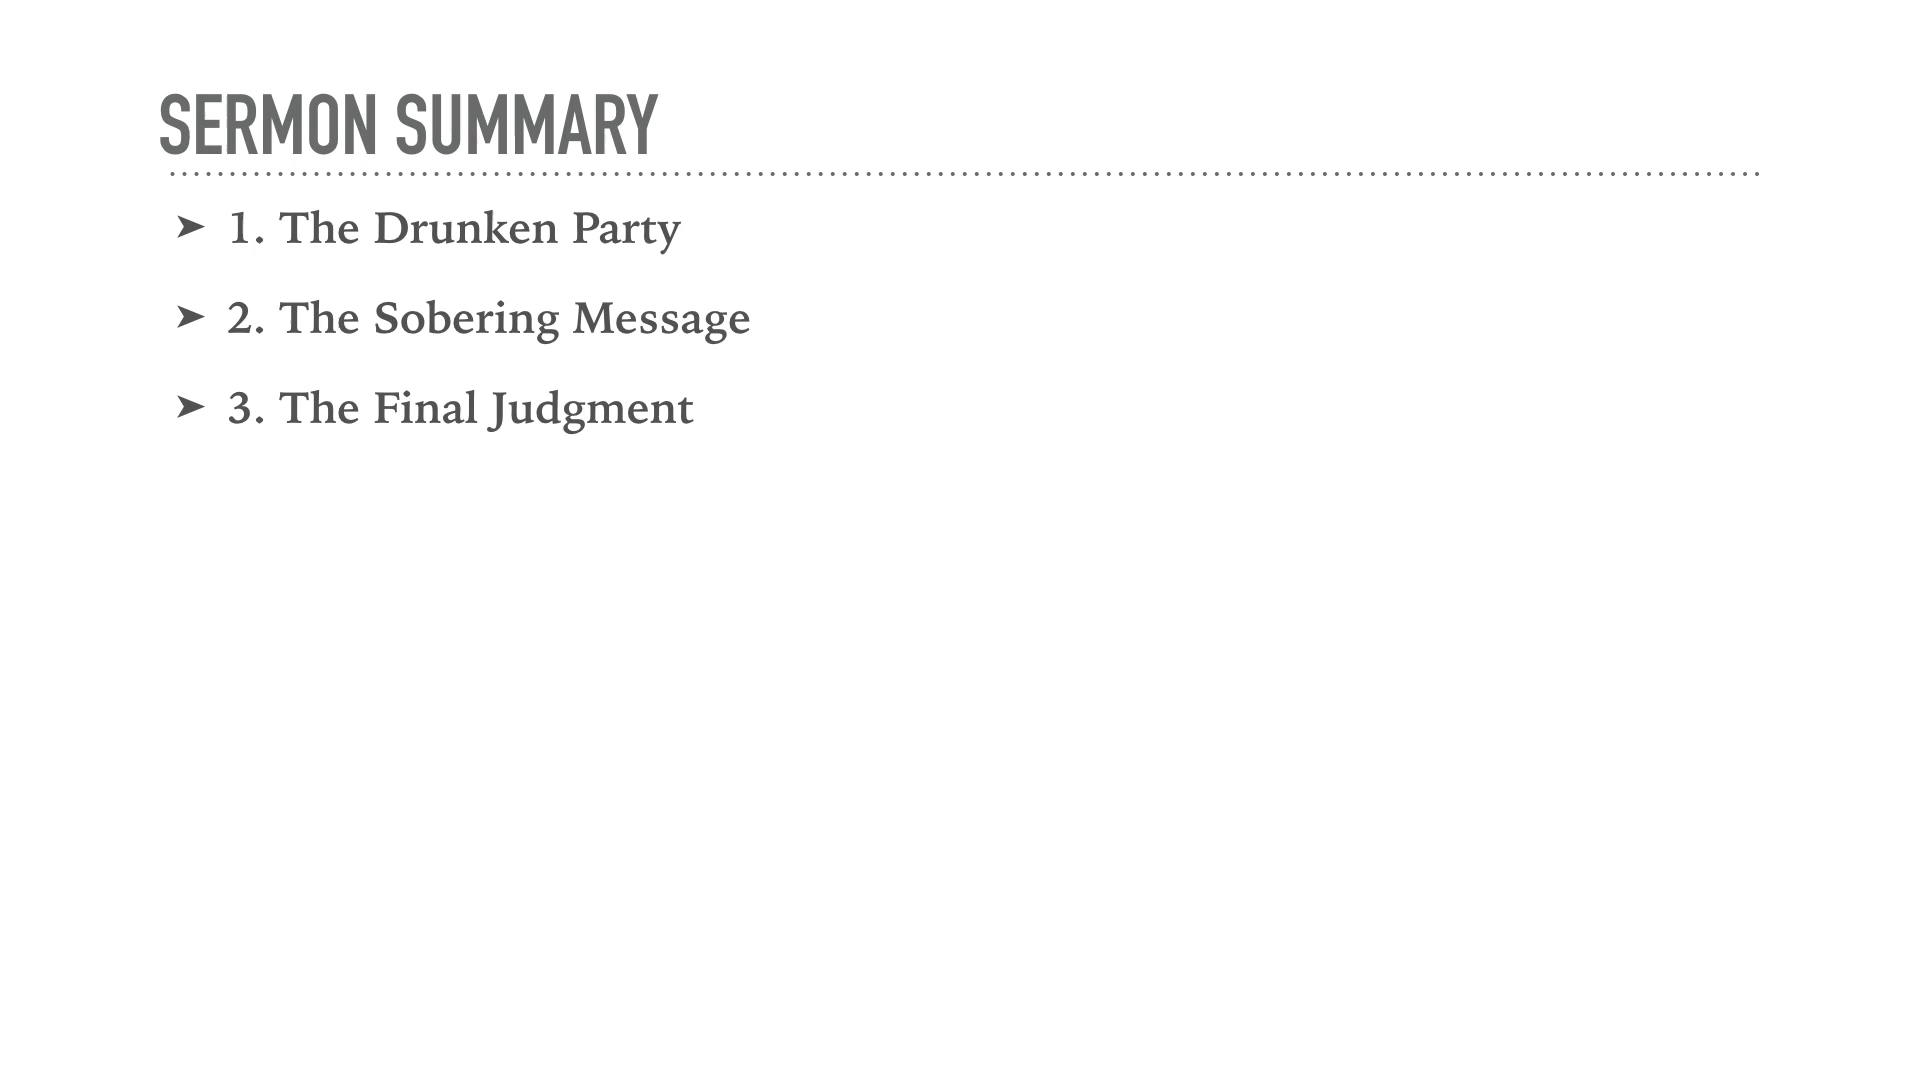 SERMON SUMMARY
➤ 1. The Drunken Party
➤ 2. The Sobering Message
➤ 3. The Final Judgment